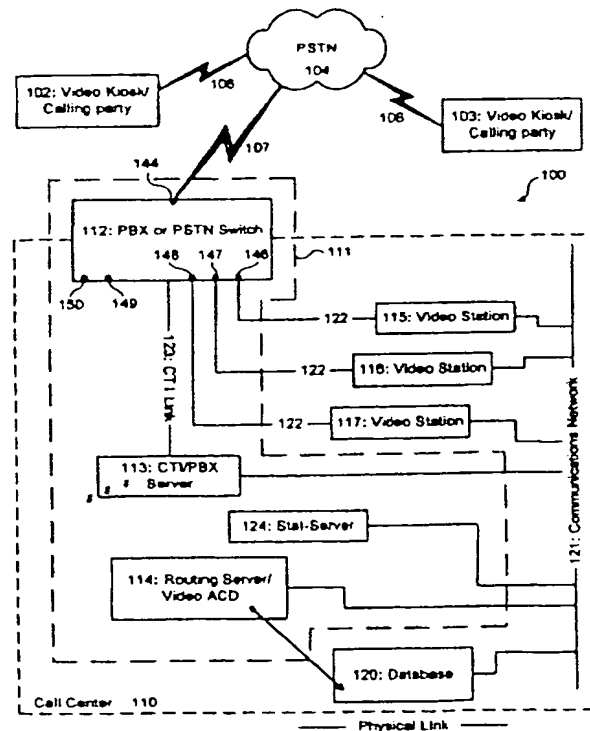 PSTN
104
106
102: Video Kiosk/
Calling party
106
103: Video Kiosk/
Calling party
107
144
100
112: PBX or PSTN Switch
148
147
146
111
150
149
122
115: Video Station
122
116: Video Station
123: CTI Link
122
117: Video Station
121: Communications Network
113: CTI/PBX
Server
124: Stat-Server
114: Routing Server/
Video ACD
120: Database
Call Center 110
Physical Link